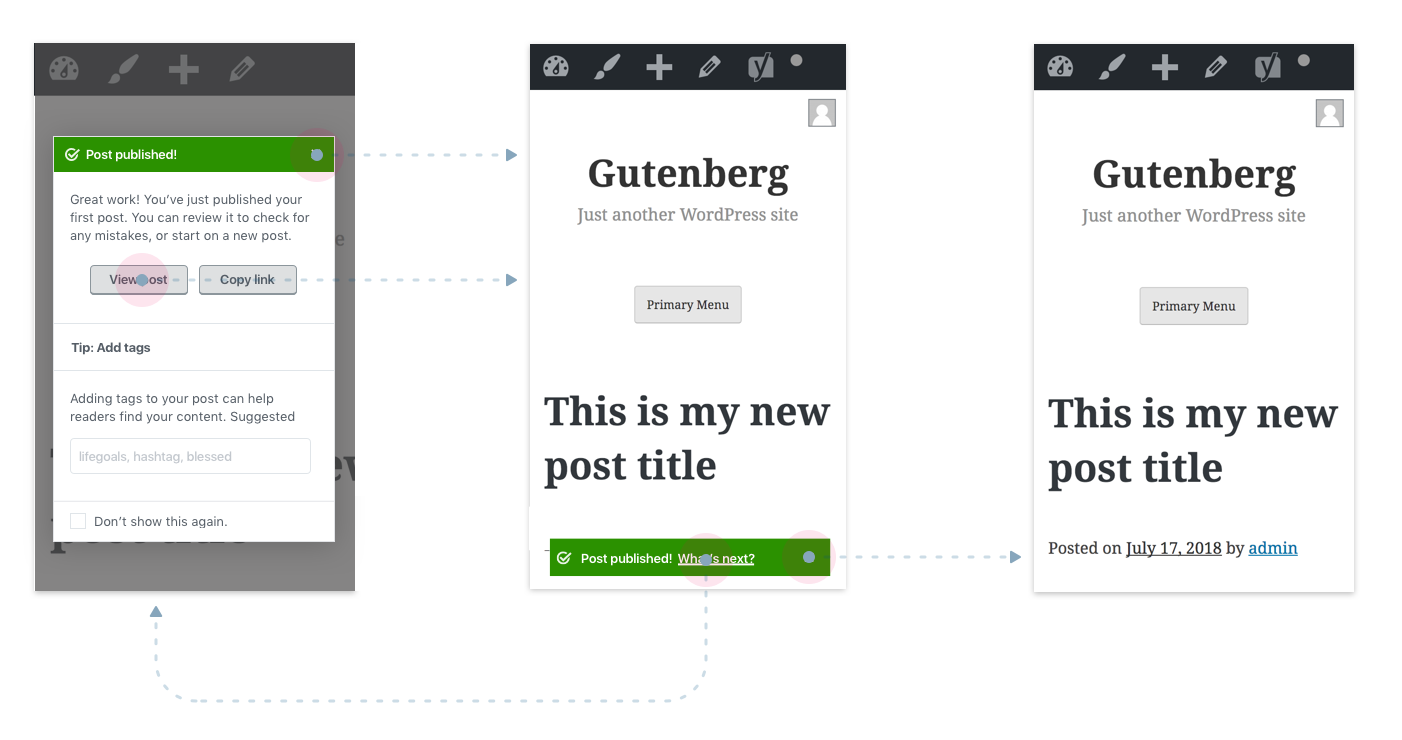 Post published!
Great work! You’ve just published your
first post. You can review it to check for
any mistakes, or start on a new post.
View post
Copy link
Tip: Add tags
Adding tags to your post can help
readers find your content. Suggested
lifegoals, hashtag, blessed
Don’t show this again.
Gutenberg
Just another WordPress site
Primary Menu
This is my new
post title
Post published! What's next?
Gutenberg
Just another WordPress site
Primary Menu
This is my new
post title
Posted on July 17, 2018 by admin